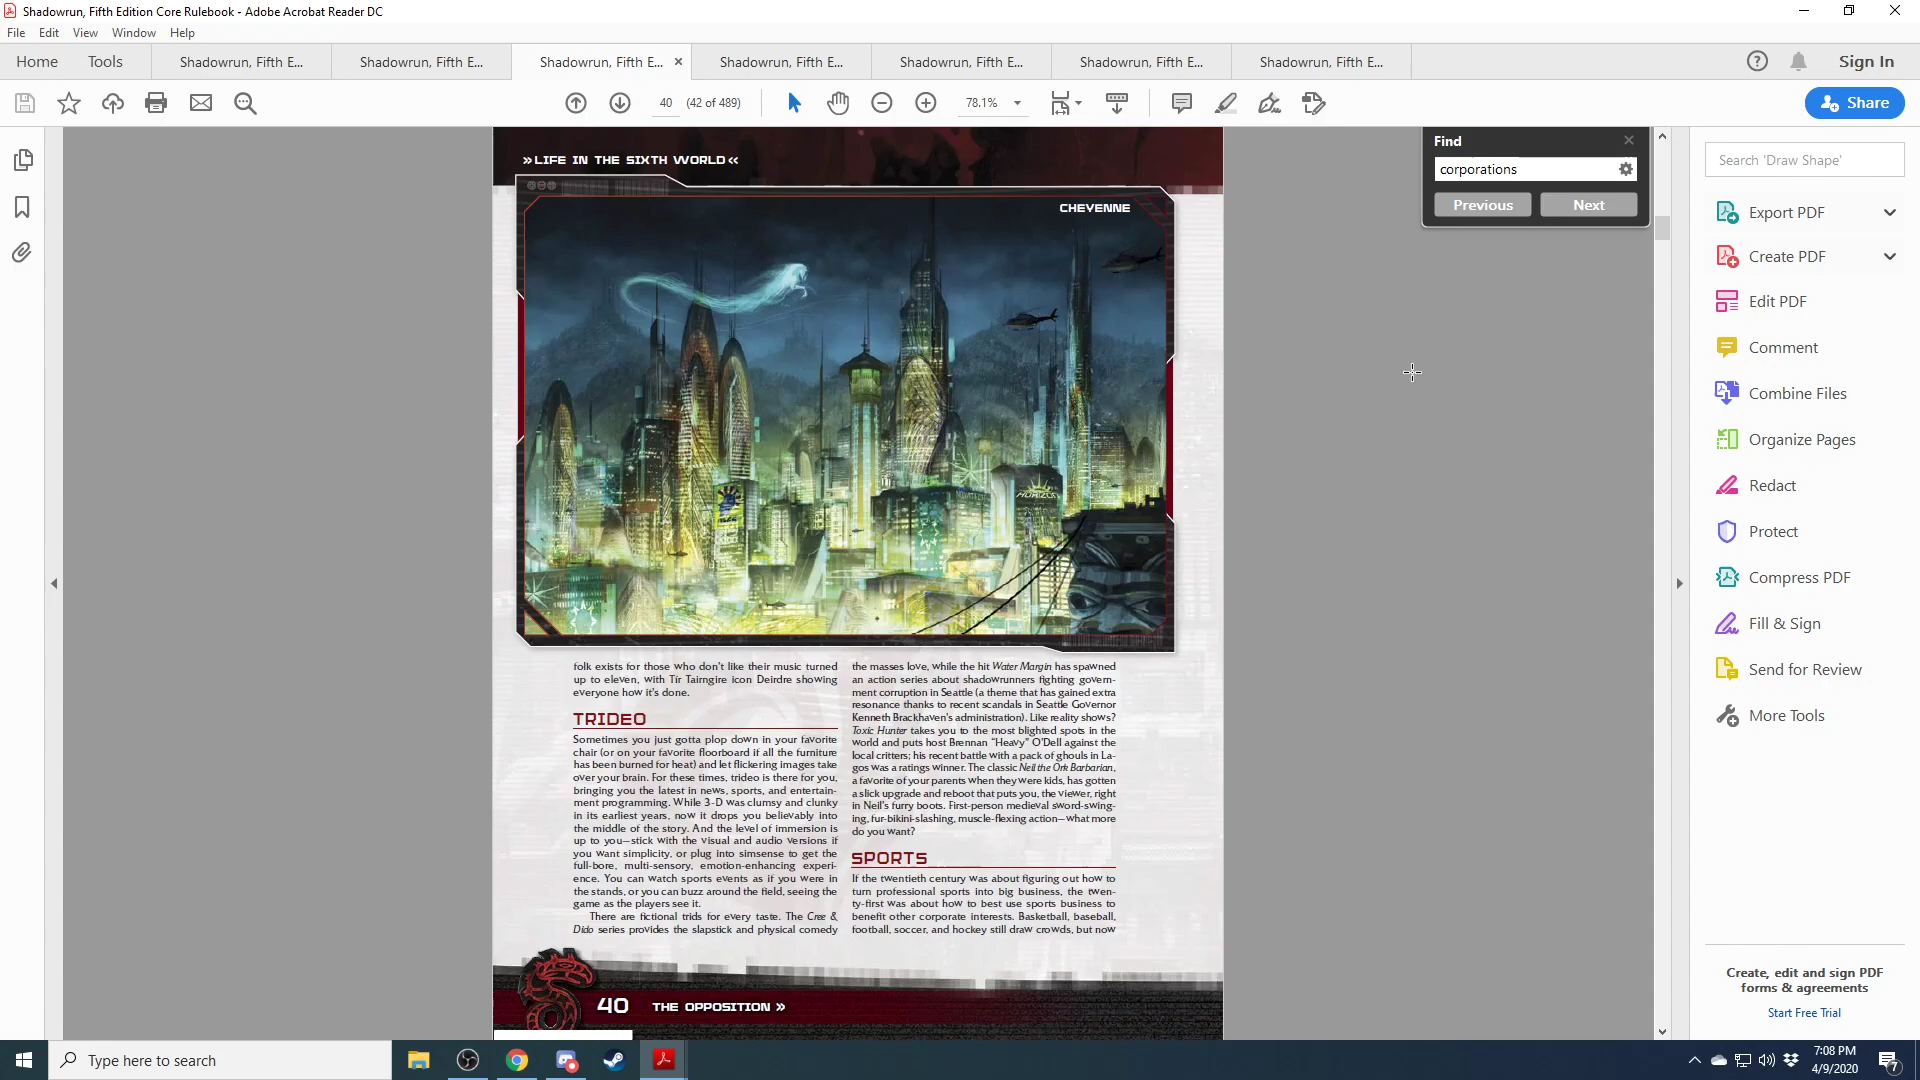 Shadowrun, Fifth Edition Core Rulebook - Adobe Acrobat Reader DC
File Edit View Window Help
Home Tools Shadowrun, Fifth E... Shadowrun, Fifth E... Shadowrun, Fifth E... × Shadowrun, Fifth E... Shadowrun, Fifth E... Shadowrun, Fifth E... Shadowrun, Fifth E... Sign In
40 (42 of 489) 78.1% Share
»LIFE IN THE SIXTH WORLD«
CHEYENNE
HORIZON
folk exists for those who don't like their music turned
up to eleven, with Tír Tairngire icon Deirdre showing
everyone how it's done.
TRIDEO
Sometimes you just gotta plop down in your favorite
chair (or on your favorite floorboard if all the furniture
has been burned for heat) and let flickering images take
over your brain. For these times, trideo is there for you,
bringing you the latest in news, sports, and entertain-
ment programming. While 3-D was clumsy and clunky
in its earliest years, now it drops you believably into
the middle of the story. And the level of immersion is
up to you—stick with the visual and audio versions if
you want simplicity, or plug into simsense to get the
full-bore, multi-sensory, emotion-enhancing experi-
ence. You can watch sports events as if you were in
the stands, or you can buzz around the field, seeing the
game as the players see it.
There are fictional trids for every taste. The Cree &
Dido series provides the slapstick and physical comedy
the masses love, while the hit Water Margin has spawned
an action series about shadowrunners fighting govern-
ment corruption in Seattle (a theme that has gained extra
resonance thanks to recent scandals in Seattle Governor
Kenneth Brackhaven's administration). Like reality shows?
Toxic Hunter takes you to the most blighted spots in the
world and puts host Brennan "Heavy" O'Dell against the
local critters; his recent battle with a pack of ghouls in La-
gos was a ratings winner. The classic Neil the Ork Barbarian,
a favorite of your parents when they were kids, has gotten
a slick upgrade and reboot that puts you, the viewer, right
in Neil's furry boots. First-person medieval sword-swing-
ing, fur-bikini-slashing, muscle-flexing action—what more
do you want?
SPORTS
If the twentieth century was about figuring out how to
turn professional sports into big business, the twen-
ty-first was about how to best use sports business to
benefit other corporate interests. Basketball, baseball,
football, soccer, and hockey still draw crowds, but now
40 THE OPPOSITION »
Find
corporations
Previous Next
Search 'Draw Shape'
Export PDF
Create PDF
Edit PDF
Comment
Combine Files
Organize Pages
Redact
Protect
Compress PDF
Fill & Sign
Send for Review
More Tools
Create, edit and sign PDF
forms & agreements
Start Free Trial
Type here to search
7:08 PM
4/9/2020
7